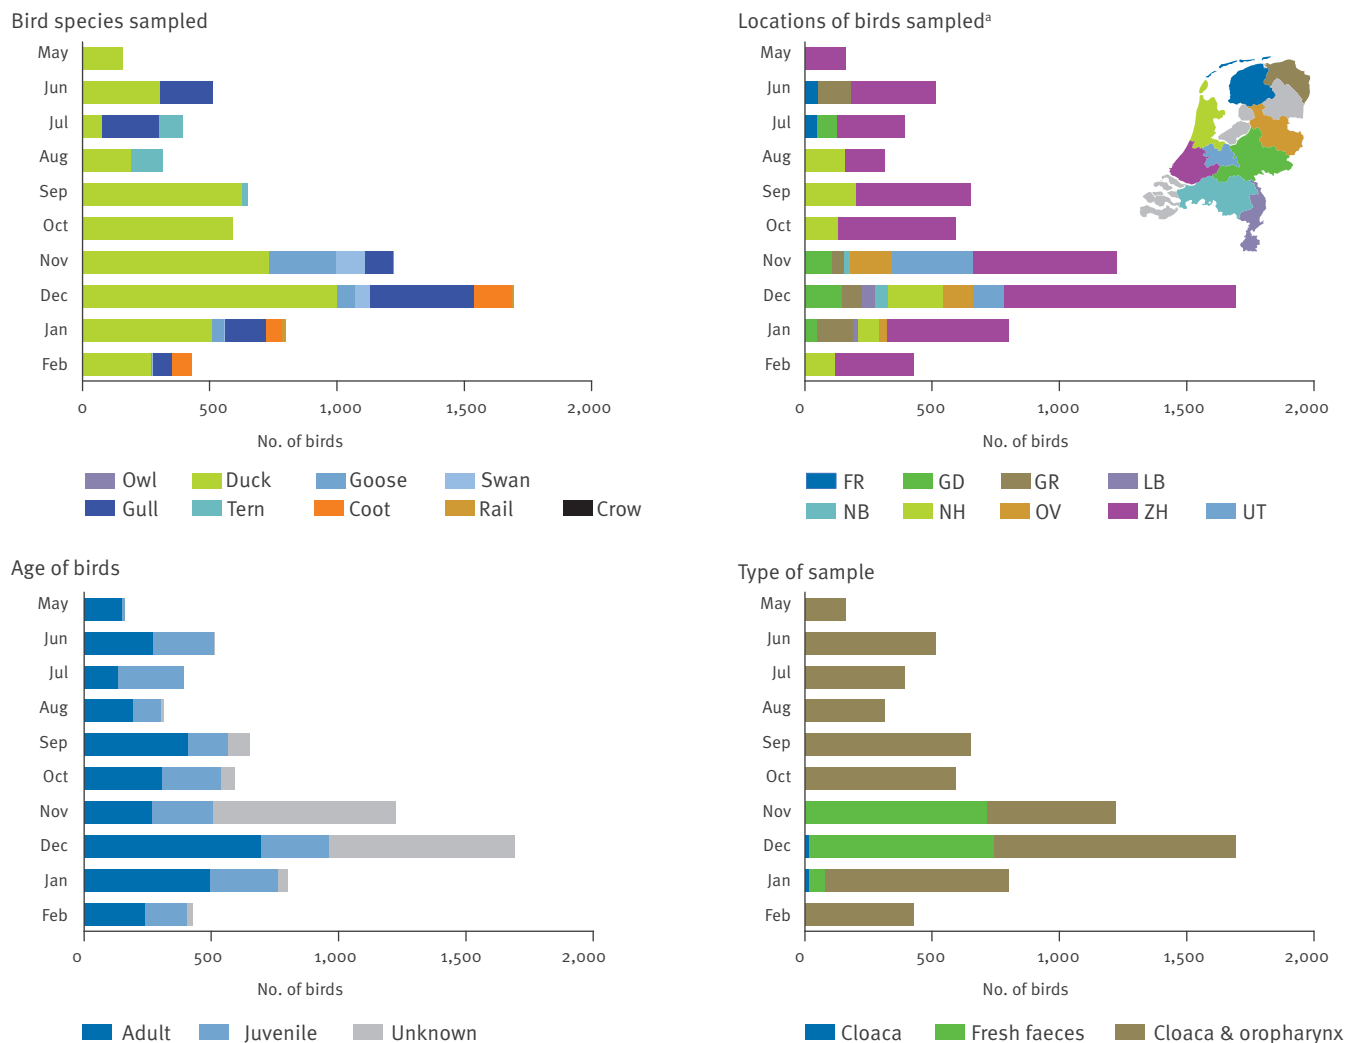 Bird species sampled
May
Jun
Jul
Aug
Sep
Oct
Nov
Dec
Jan
Feb
0 500 1,000 1,500 2,000
No. of birds
Owl Duck Goose Swan
Gull Tern Coot Rail Crow
Locations of birds sampledᵃ
May
Jun
Jul
Aug
Sep
Oct
Nov
Dec
Jan
Feb
0 500 1,000 1,500 2,000
No. of birds
FR GD GR LB
NB NH OV ZH UT
Age of birds
May
Jun
Jul
Aug
Sep
Oct
Nov
Dec
Jan
Feb
0 500 1,000 1,500 2,000
No. of birds
Adult Juvenile Unknown
Type of sample
May
Jun
Jul
Aug
Sep
Oct
Nov
Dec
Jan
Feb
0 500 1,000 1,500 2,000
No. of birds
Cloaca Fresh faeces Cloaca & oropharynx